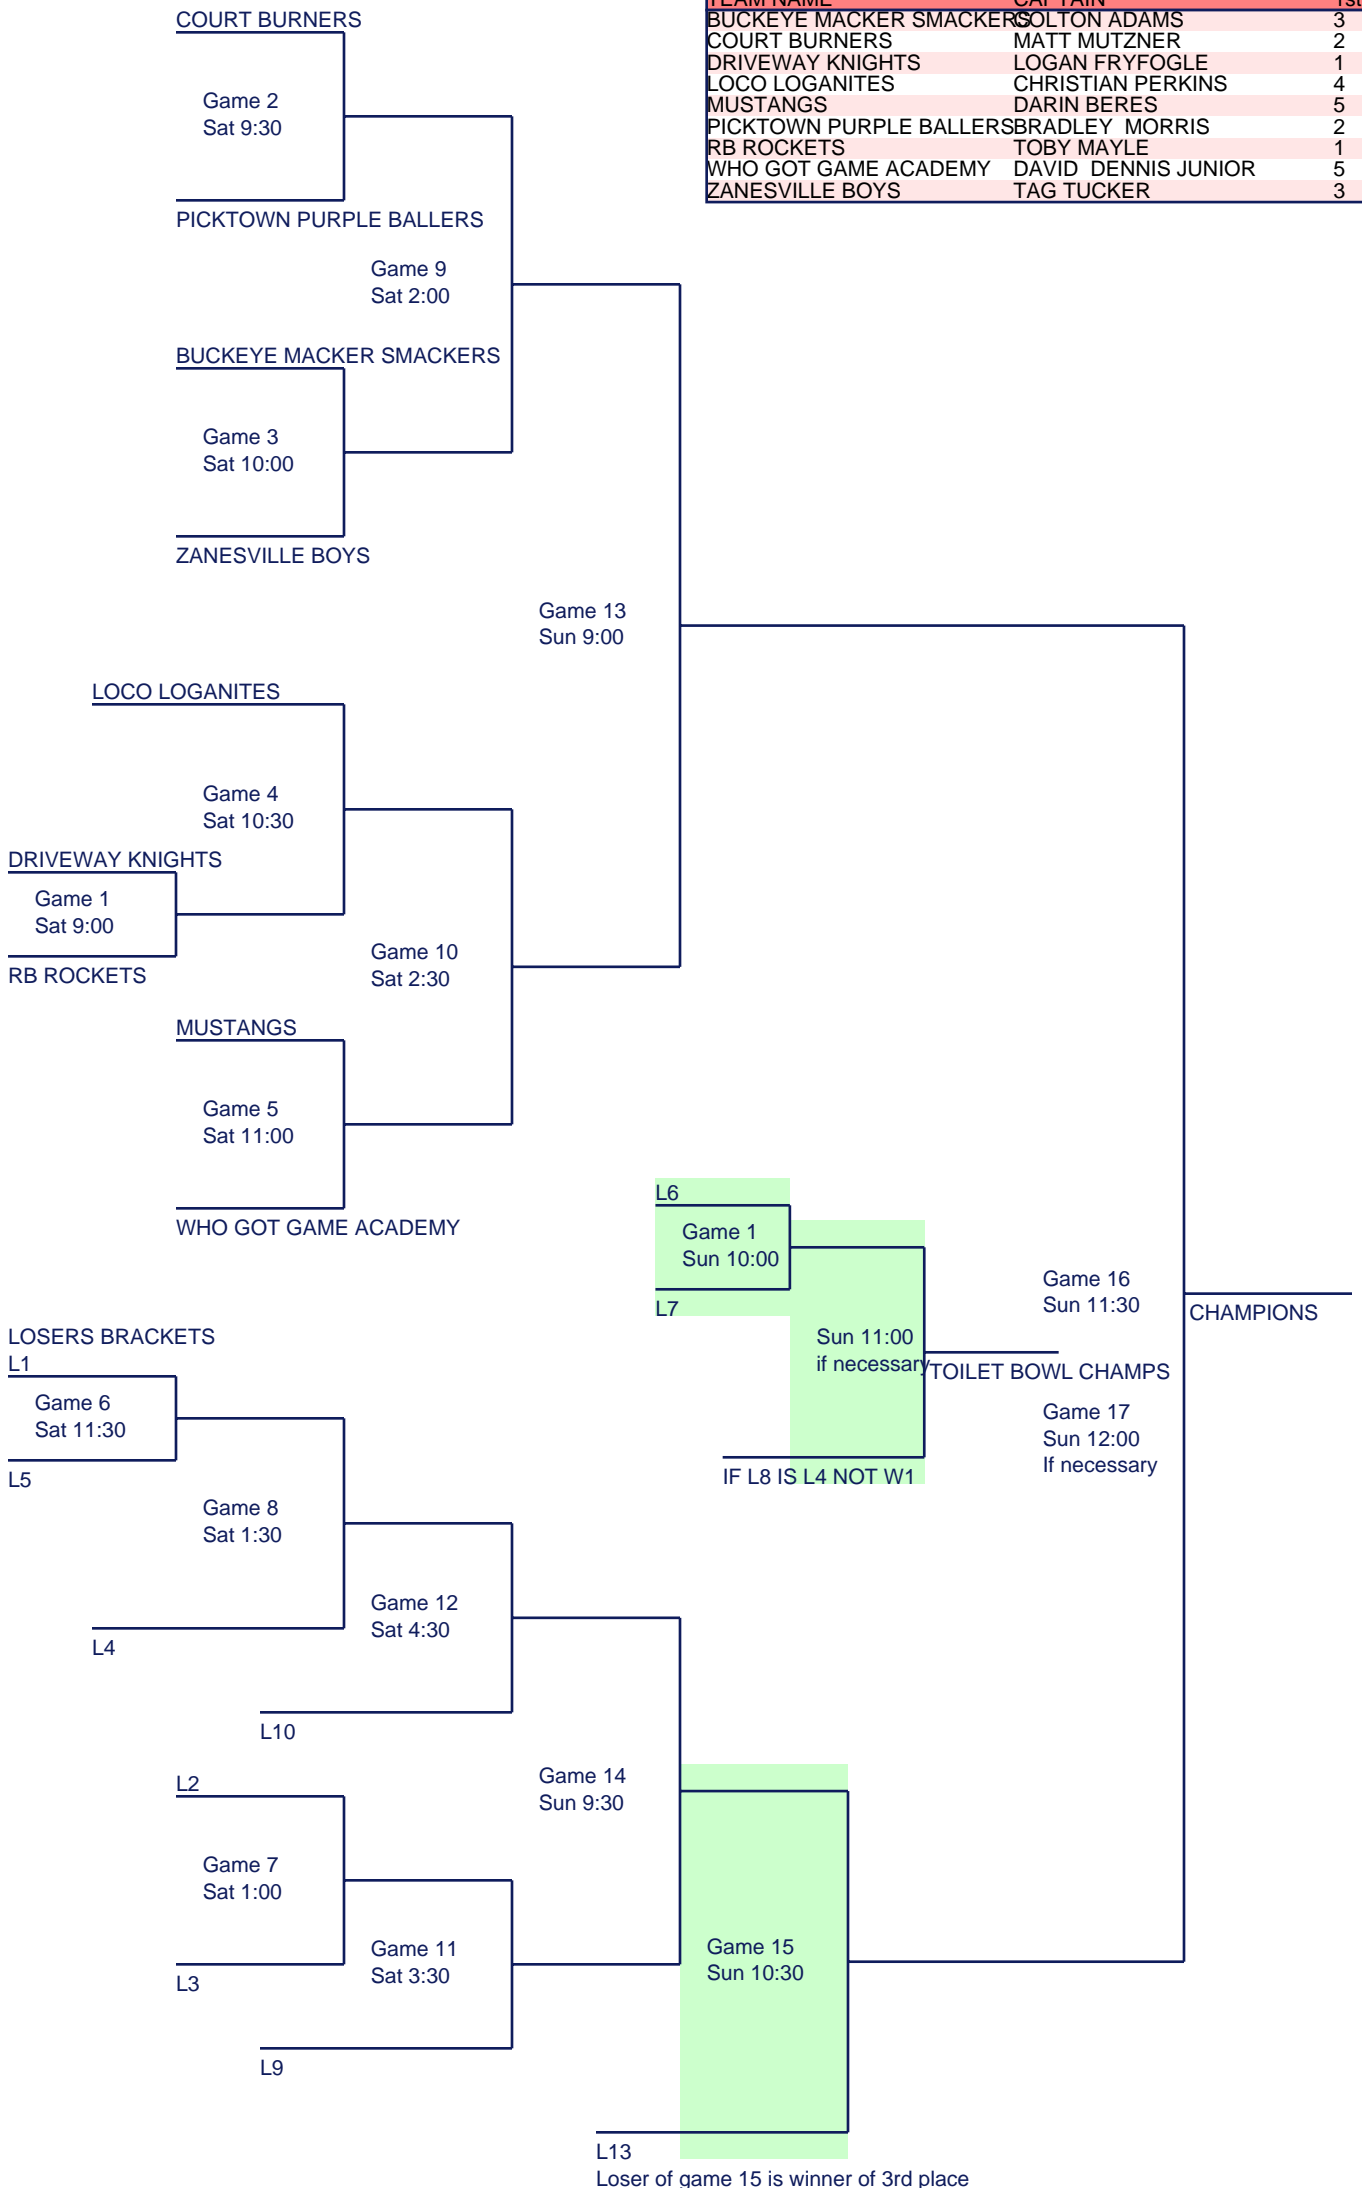 TEAM NAME CAPTAIN 1st
BUCKEYE MACKER SMACKERS COLTON ADAMS 3
COURT BURNERS MATT MUTZNER 2
DRIVEWAY KNIGHTS LOGAN FRYFOGLE 1
LOCO LOGANITES CHRISTIAN PERKINS 4
MUSTANGS DARIN BERES 5
PICKTOWN PURPLE BALLERS BRADLEY MORRIS 2
RB ROCKETS TOBY MAYLE 1
WHO GOT GAME ACADEMY DAVID DENNIS JUNIOR 5
ZANESVILLE BOYS TAG TUCKER 3
COURT BURNERS
Game 2
Sat 9:30
PICKTOWN PURPLE BALLERS
Game 9
Sat 2:00
BUCKEYE MACKER SMACKERS
Game 3
Sat 10:00
ZANESVILLE BOYS
Game 13
Sun 9:00
LOCO LOGANITES
Game 4
Sat 10:30
DRIVEWAY KNIGHTS
Game 1
Sat 9:00
RB ROCKETS
Game 10
Sat 2:30
MUSTANGS
Game 5
Sat 11:00
WHO GOT GAME ACADEMY
L6
Game 1
Sun 10:00
L7
Sun 11:00
if necessary
TOILET BOWL CHAMPS
IF L8 IS L4 NOT W1
Game 16
Sun 11:30
CHAMPIONS
Game 17
Sun 12:00
If necessary
LOSERS BRACKETS
L1
Game 6
Sat 11:30
L5
Game 8
Sat 1:30
L4
Game 12
Sat 4:30
L10
Game 14
Sun 9:30
L2
Game 7
Sat 1:00
L3
Game 11
Sat 3:30
L9
Game 15
Sun 10:30
L13
Loser of game 15 is winner of 3rd place